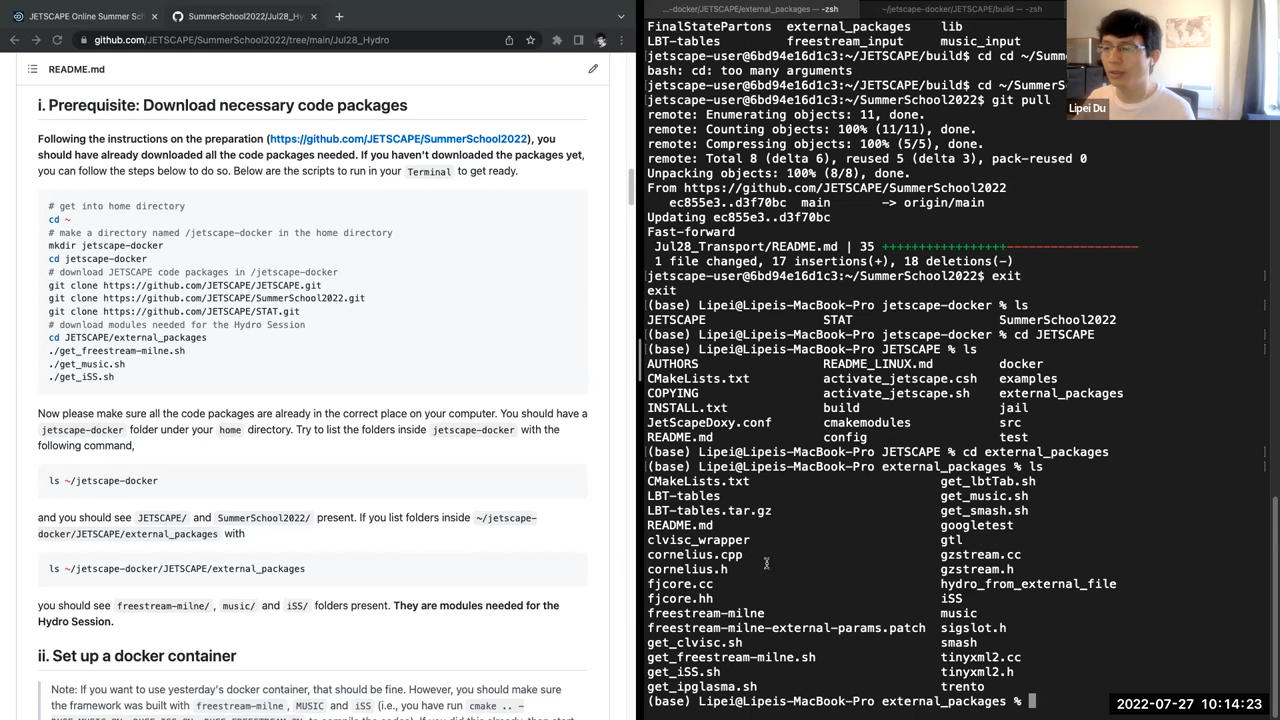 JETSCAPE Online Summer Sc
SummerSchool2022/Jul28_Hyd
github.com/JETSCAPE/SummerSchool2022/tree/main/Jul28_Hydro
README.md
i. Prerequisite: Download necessary code packages
Following the instructions on the preparation (https://github.com/JETSCAPE/SummerSchool2022), you
should have already downloaded all the code packages needed. If you haven't downloaded the packages yet,
you can follow the steps below to do so. Below are the scripts to run in your Terminal to get ready.
# get into home directory
cd ~
# make a directory named /jetscape-docker in the home directory
mkdir jetscape-docker
cd jetscape-docker
# download JETSCAPE code packages in /jetscape-docker
git clone https://github.com/JETSCAPE/JETSCAPE.git
git clone https://github.com/JETSCAPE/SummerSchool2022.git
git clone https://github.com/JETSCAPE/STAT.git
# download modules needed for the Hydro Session
cd JETSCAPE/external_packages
./get_freestream-milne.sh
./get_music.sh
./get_iSS.sh
Now please make sure all the code packages are already in the correct place on your computer. You should have a
jetscape-docker folder under your home directory. Try to list the folders inside jetscape-docker with the
following command,
ls ~/jetscape-docker
and you should see JETSCAPE/ and SummerSchool2022/ present. If you list folders inside ~/jetscape-
docker/JETSCAPE/external_packages with
ls ~/jetscape-docker/JETSCAPE/external_packages
you should see freestream-milne/ , music/ and iSS/ folders present. They are modules needed for the
Hydro Session.
ii. Set up a docker container
Note: If you want to use yesterday's docker container, that should be fine. However, you should make sure
the framework was built with freestream-milne , MUSIC and iSS (i.e., you have run cmake .. -
...-docker/JETSCAPE/external_packages — -zsh
~/jetscape-docker/JETSCAPE/build — -zsh
FinalStatePartons external_packages lib
LBT-tables freestream_input music_input
jetscape-user@6bd94e16d1c3:~/JETSCAPE/build$ cd cd ~/Summ
bash: cd: too many arguments
jetscape-user@6bd94e16d1c3:~/JETSCAPE/build$ cd ~/Summ
jetscape-user@6bd94e16d1c3:~/SummerSchool2022$ git pull
remote: Enumerating objects: 11, done.
remote: Counting objects: 100% (11/11), done.
remote: Compressing objects: 100% (5/5), done.
remote: Total 8 (delta 6), reused 5 (delta 3), pack-reused 0
Unpacking objects: 100% (8/8), done.
From https://github.com/JETSCAPE/SummerSchool2022
ec855e3..d3f70bc main -> origin/main
Updating ec855e3..d3f70bc
Fast-forward
Jul28_Transport/README.md | 35 +++++++++++++++++------------------
1 file changed, 17 insertions(+), 18 deletions(-)
jetscape-user@6bd94e16d1c3:~/SummerSchool2022$ exit
exit
(base) Lipei@Lipeis-MacBook-Pro jetscape-docker % ls
JETSCAPE STAT SummerSchool2022
(base) Lipei@Lipeis-MacBook-Pro jetscape-docker % cd JETSCAPE
(base) Lipei@Lipeis-MacBook-Pro JETSCAPE % ls
AUTHORS README_LINUX.md docker
CMakeLists.txt activate_jetscape.csh examples
COPYING activate_jetscape.sh external_packages
INSTALL.txt build jail
JetScapeDoxy.conf cmakemodules src
README.md config test
(base) Lipei@Lipeis-MacBook-Pro JETSCAPE % cd external_packages
(base) Lipei@Lipeis-MacBook-Pro external_packages % ls
CMakeLists.txt get_lbtTab.sh
LBT-tables get_music.sh
LBT-tables.tar.gz get_smash.sh
README.md googletest
clvisc_wrapper gtl
cornelius.cpp gzstream.cc
cornelius.h gzstream.h
fjcore.cc hydro_from_external_file
fjcore.hh iSS
freestream-milne music
freestream-milne-external-params.patch sigslot.h
get_clvisc.sh smash
get_freestream-milne.sh tinyxml2.cc
get_iSS.sh tinyxml2.h
get_ipglasma.sh trento
(base) Lipei@Lipeis-MacBook-Pro external_packages %
Lipei Du
2022-07-27 10:14:23